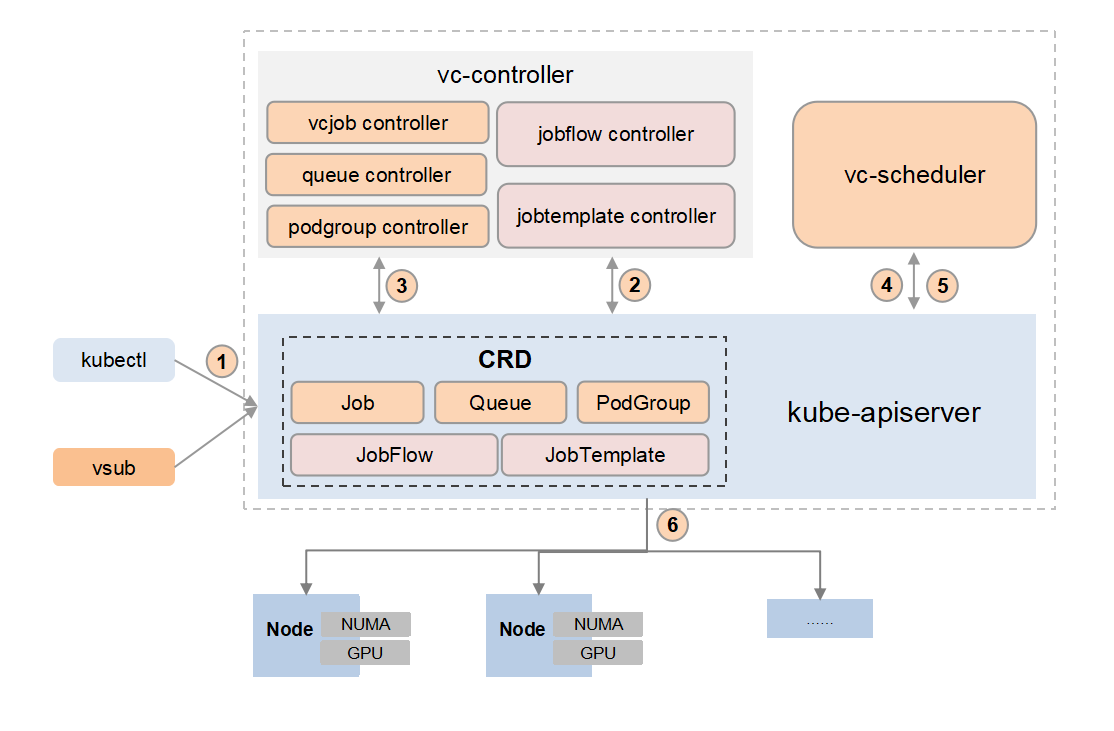 vc-controller
vcjob controller
jobflow controller
queue controller
vc-scheduler
podgroup controller
jobtemplate controller
3
2
4
5
kubectl
1
CRD
Job
Queue
PodGroup
kube-apiserver
JobFlow
JobTemplate
vsub
6
Node
NUMA
GPU
Node
NUMA
GPU
......